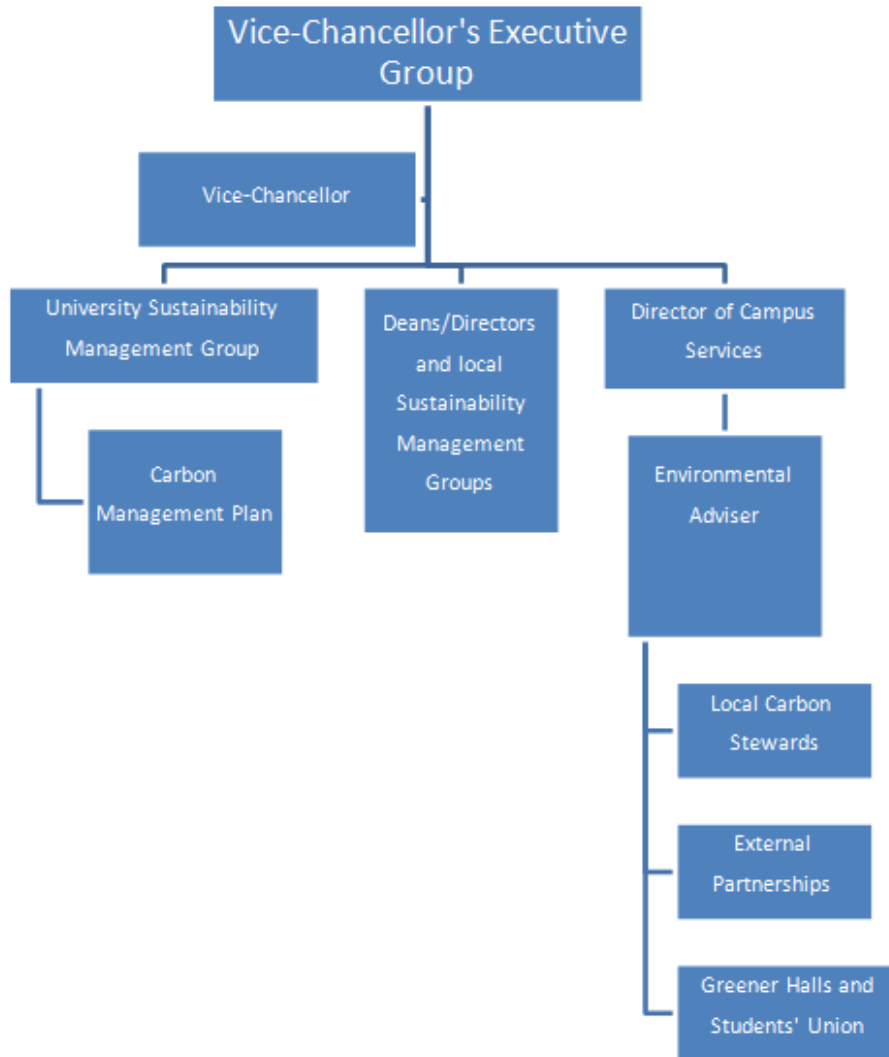 Vice-Chancellor's Executive
Group
Vice-Chancellor
University Sustainability
Management Group
Deans/Directors
and local
Sustainability
Management
Groups
Director of Campus
Services
Carbon
Management Plan
Environmental
Adviser
Local Carbon
Stewards
External
Partnerships
Greener Halls and
Students' Union